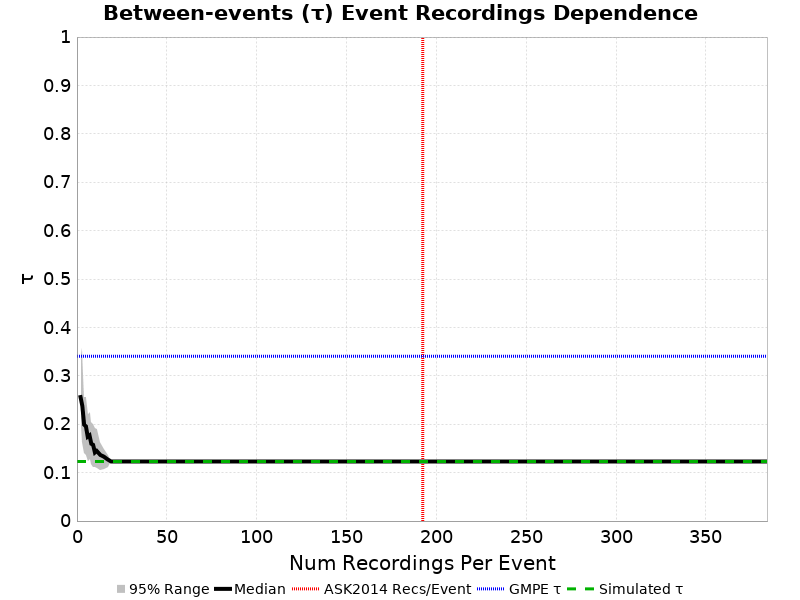 Between-events (τ) Event Recordings Dependence
1
0.9
0.8
0.7
0.6
0.5
0.4
0.3
0.2
0.1
0
τ
0 50 100 150 200 250 300 350
Num Recordings Per Event
95% Range Median ASK2014 Recs/Event GMPE τ Simulated τ